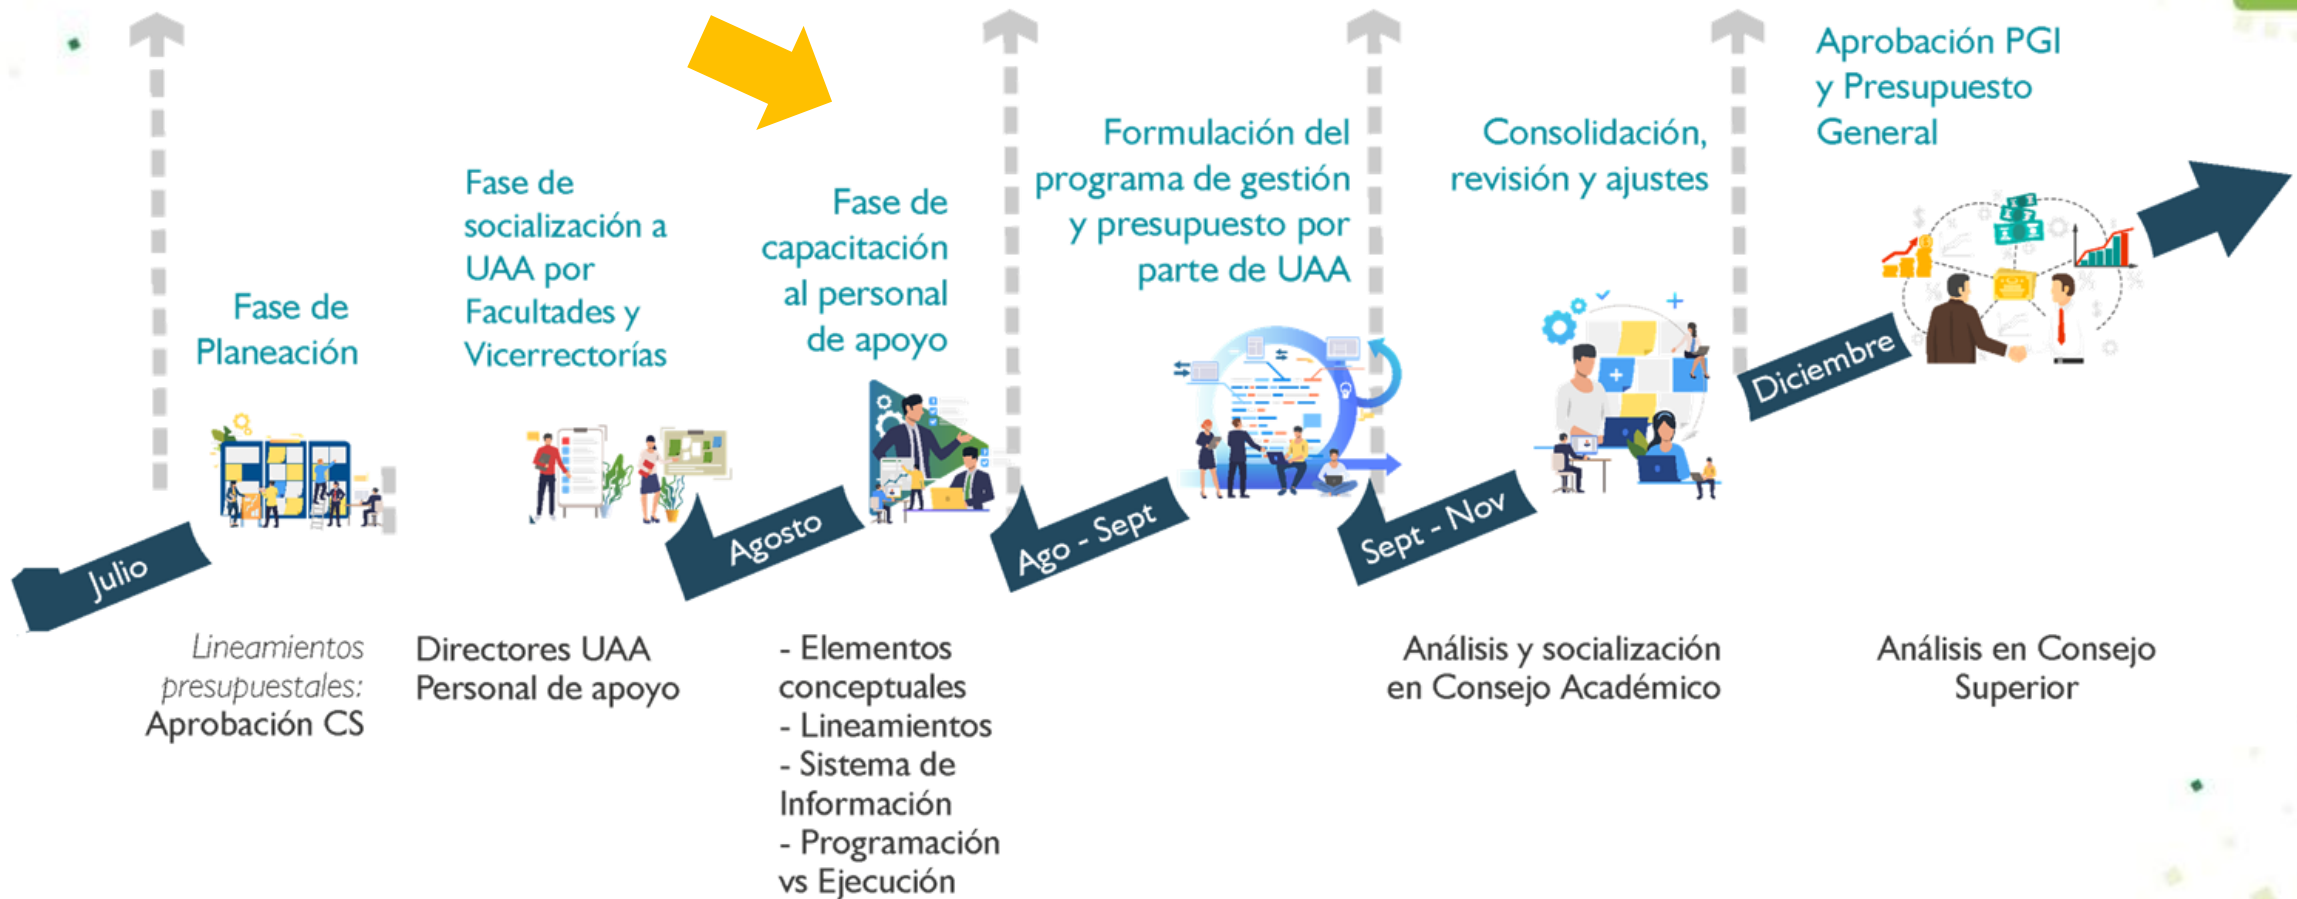 Fase de
Planeación
Julio
Lineamientos
presupuestales:
Aprobación CS
Fase de
socialización a
UAA por
Facultades y
Vicerrectorías
Directores UAA
Personal de apoyo
Fase de
capacitación
al personal
de apoyo
Agosto
- Elementos
conceptuales
- Lineamientos
- Sistema de
Información
- Programación
vs Ejecución
Formulación del
programa de gestión
y presupuesto por
parte de UAA
Ago - Sept
Consolidación,
revisión y ajustes
Sept - Nov
Análisis y socialización
en Consejo Académico
Aprobación PGI
y Presupuesto
General
Diciembre
Análisis en Consejo
Superior